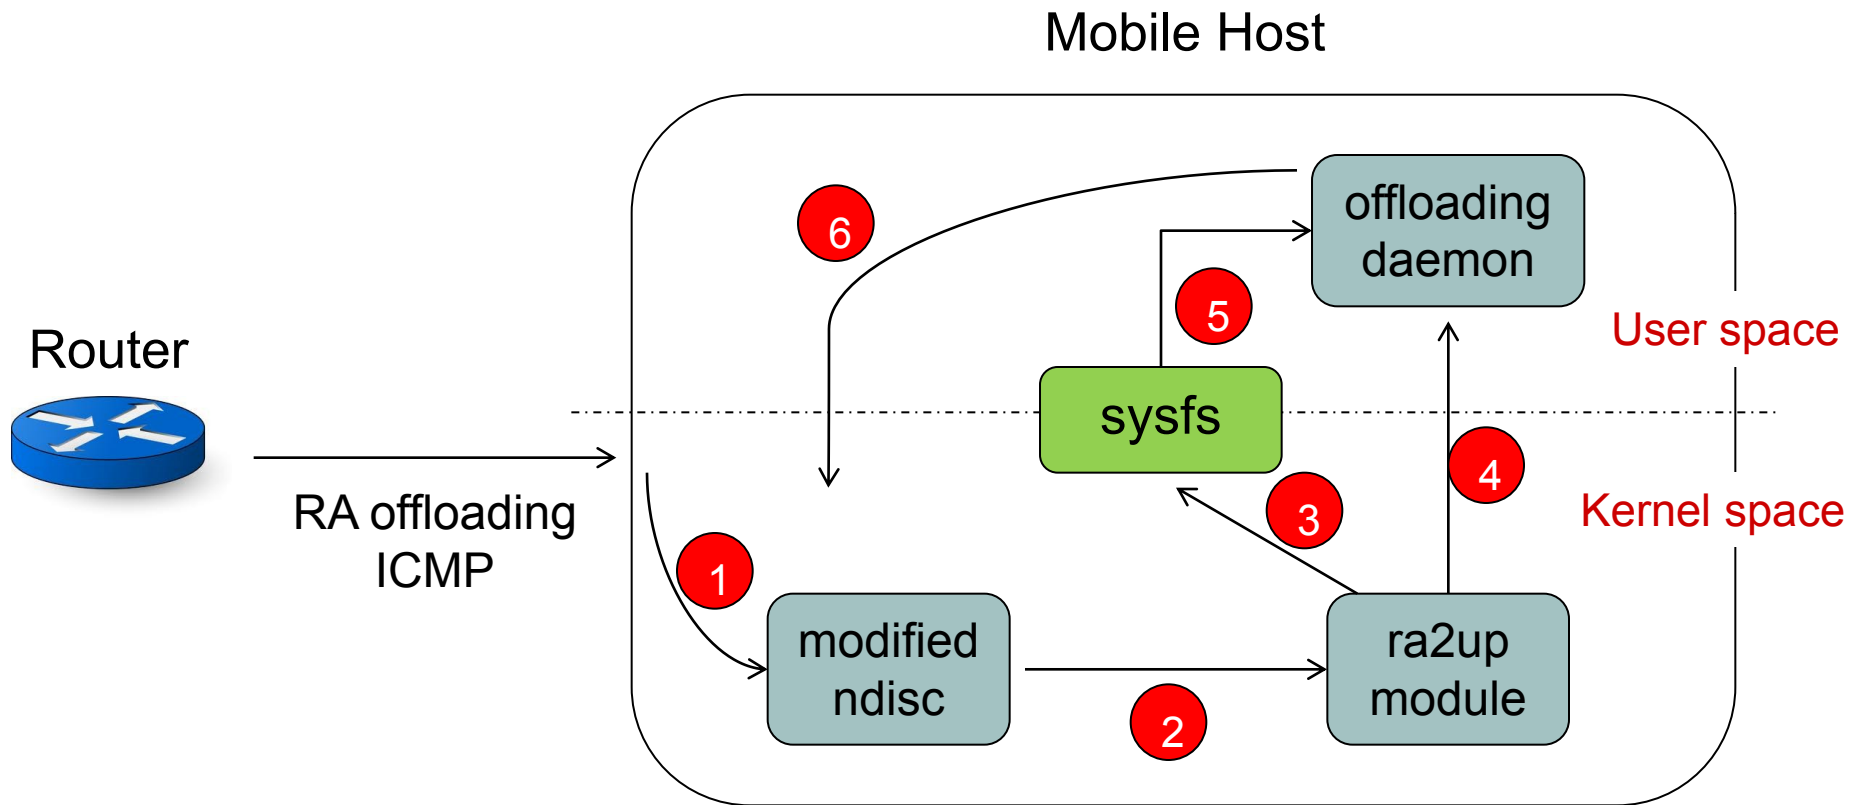 Mobile Host
offloading
daemon
6
5
User space
Router
sysfs
4
Kernel space
3
RA offloading
ICMP
1
modified
ndisc
ra2up
module
2